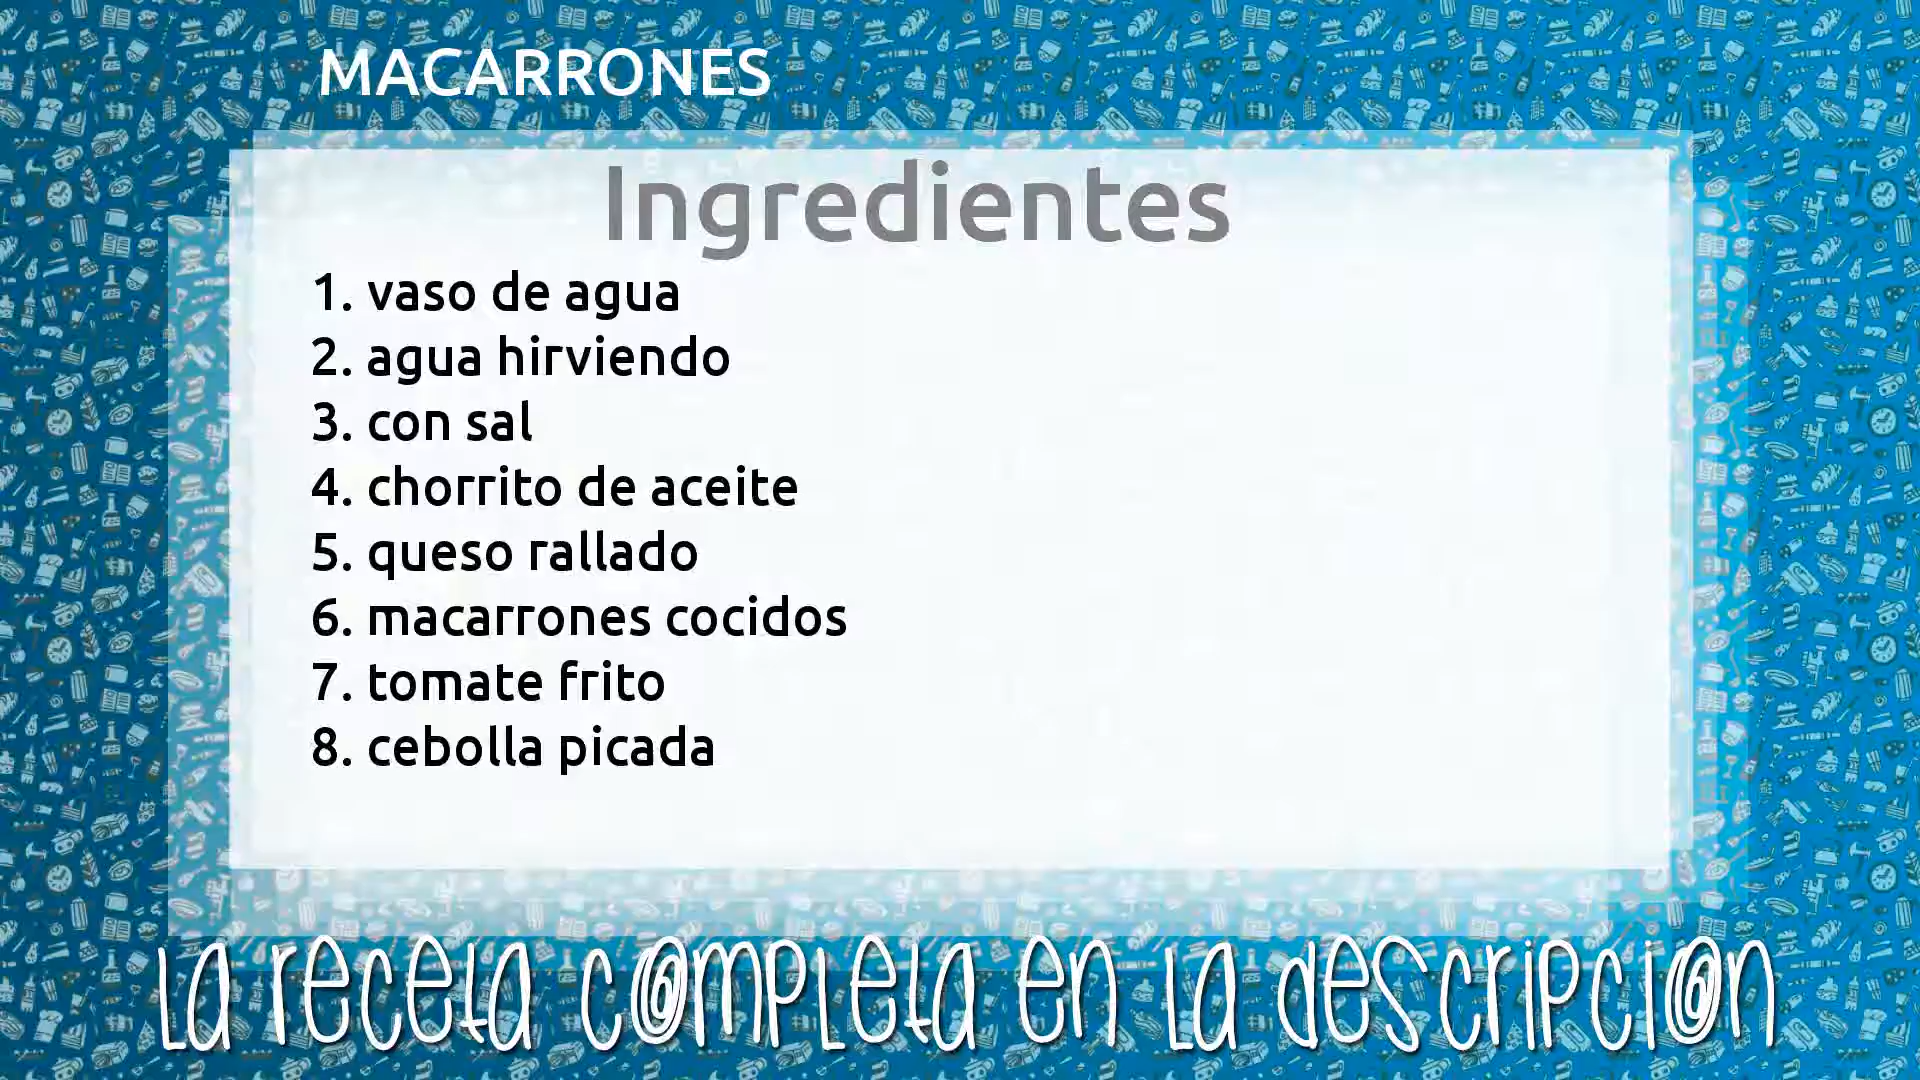 MACARRONES
Ingredientes
1. vaso de agua
2. agua hirviendo
3. con sal
4. chorrito de aceite
5. queso rallado
6. macarrones cocidos
7. tomate frito
8. cebolla picada
La receta completa en la descripción